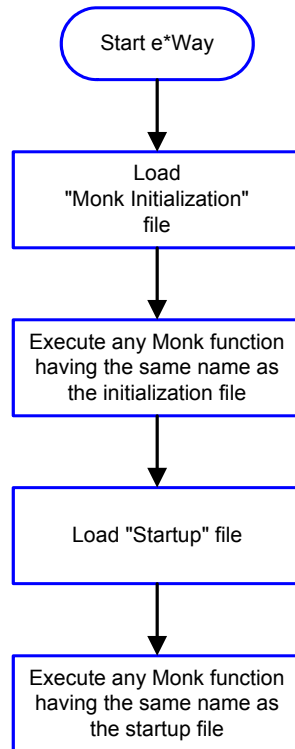 Start e*Way
Load
"Monk Initialization"
file
Execute any Monk function
having the same name as
the initialization file
Load "Startup" file
Execute any Monk function
having the same name as
the startup file